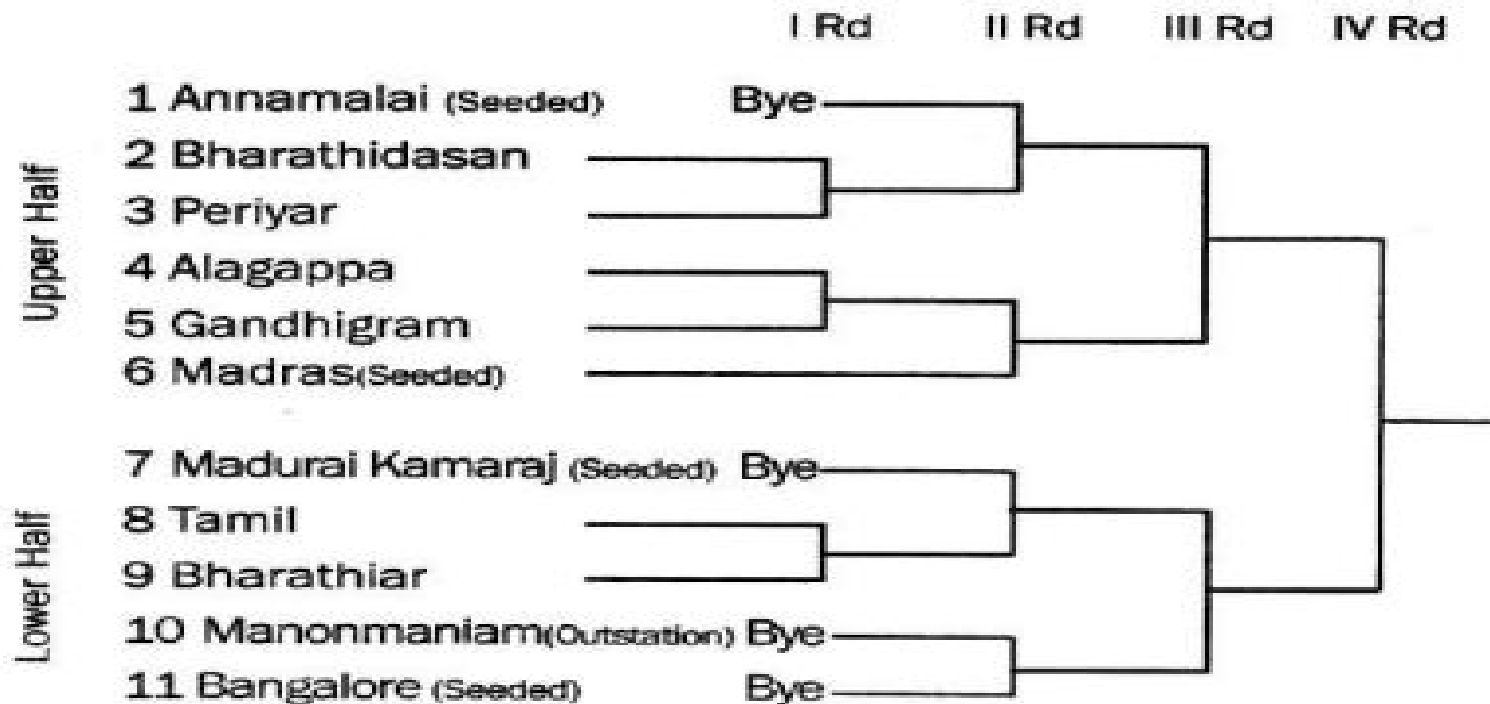 I Rd II Rd III Rd IV Rd
Upper Half
1 Annamalai (Seeded) Bye
2 Bharathidasan
3 Periyar
4 Alagappa
5 Gandhigram
6 Madras(Seeded)
Lower Half
7 Madurai Kamaraj (Seeded) Bye
8 Tamil
9 Bharathiar
10 Manonmaniam(Outstation) Bye
11 Bangalore (Seeded) Bye